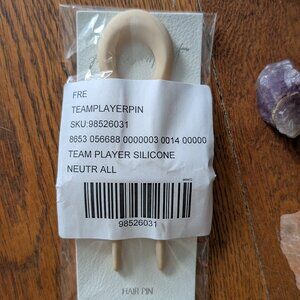 FRE
TEAMPLAYERPIN
SKU:98526031
8653 056688 0000003 0014 00000
TEAM PLAYER SILICONE
NEUTR ALL
98526031
HAIR PIN